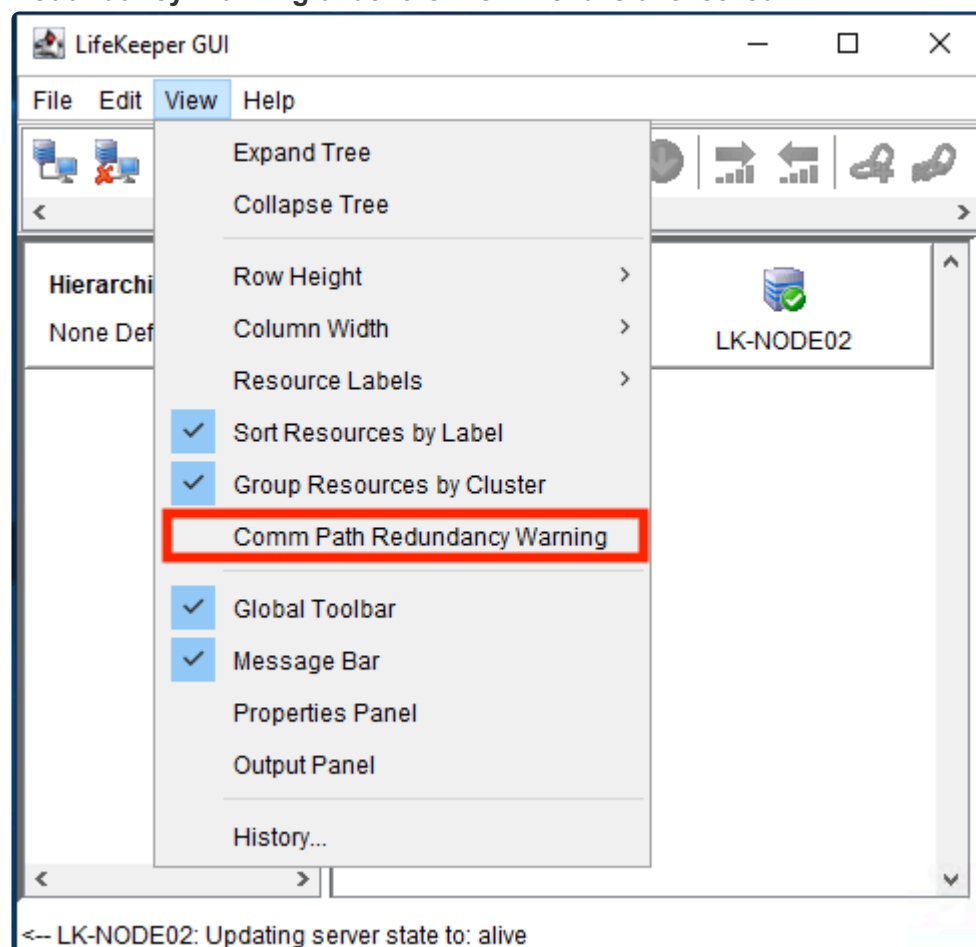 LifeKeeper GUI
File Edit View Help
Expand Tree
Collapse Tree
Row Height
Column Width
Resource Labels
Sort Resources by Label
Group Resources by Cluster
Comm Path Redundancy Warning
Global Toolbar
Message Bar
Properties Panel
Output Panel
History...
Hierarchi
None Def
LK-NODE02
<-- LK-NODE02: Updating server state to: alive